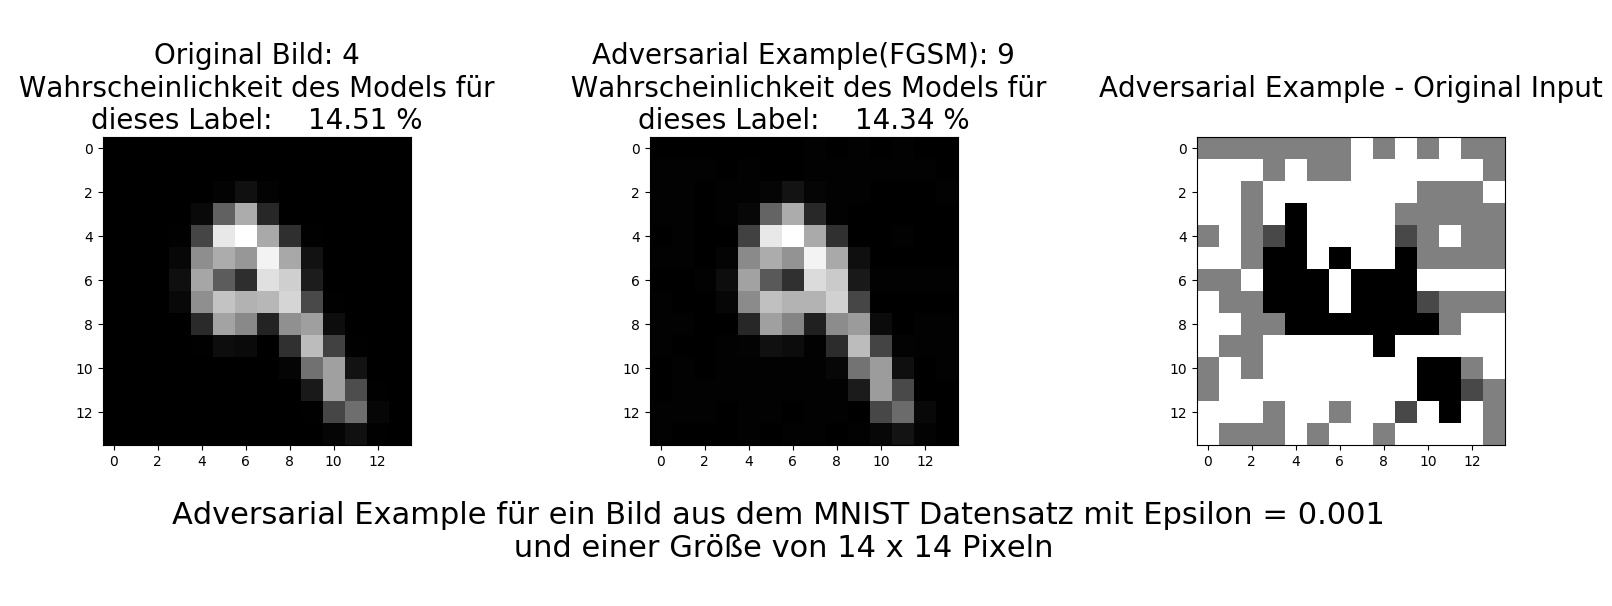 Original Bild: 4
Wahrscheinlichkeit des Models für
dieses Label: 14.51 %
Adversarial Example(FGSM): 9
Wahrscheinlichkeit des Models für
dieses Label: 14.34 %
Adversarial Example - Original Input
0
2
4
6
8
10
12
0 2 4 6 8 10 12
0
2
4
6
8
10
12
0 2 4 6 8 10 12
0
2
4
6
8
10
12
0 2 4 6 8 10 12
Adversarial Example für ein Bild aus dem MNIST Datensatz mit Epsilon = 0.001
und einer Größe von 14 x 14 Pixeln